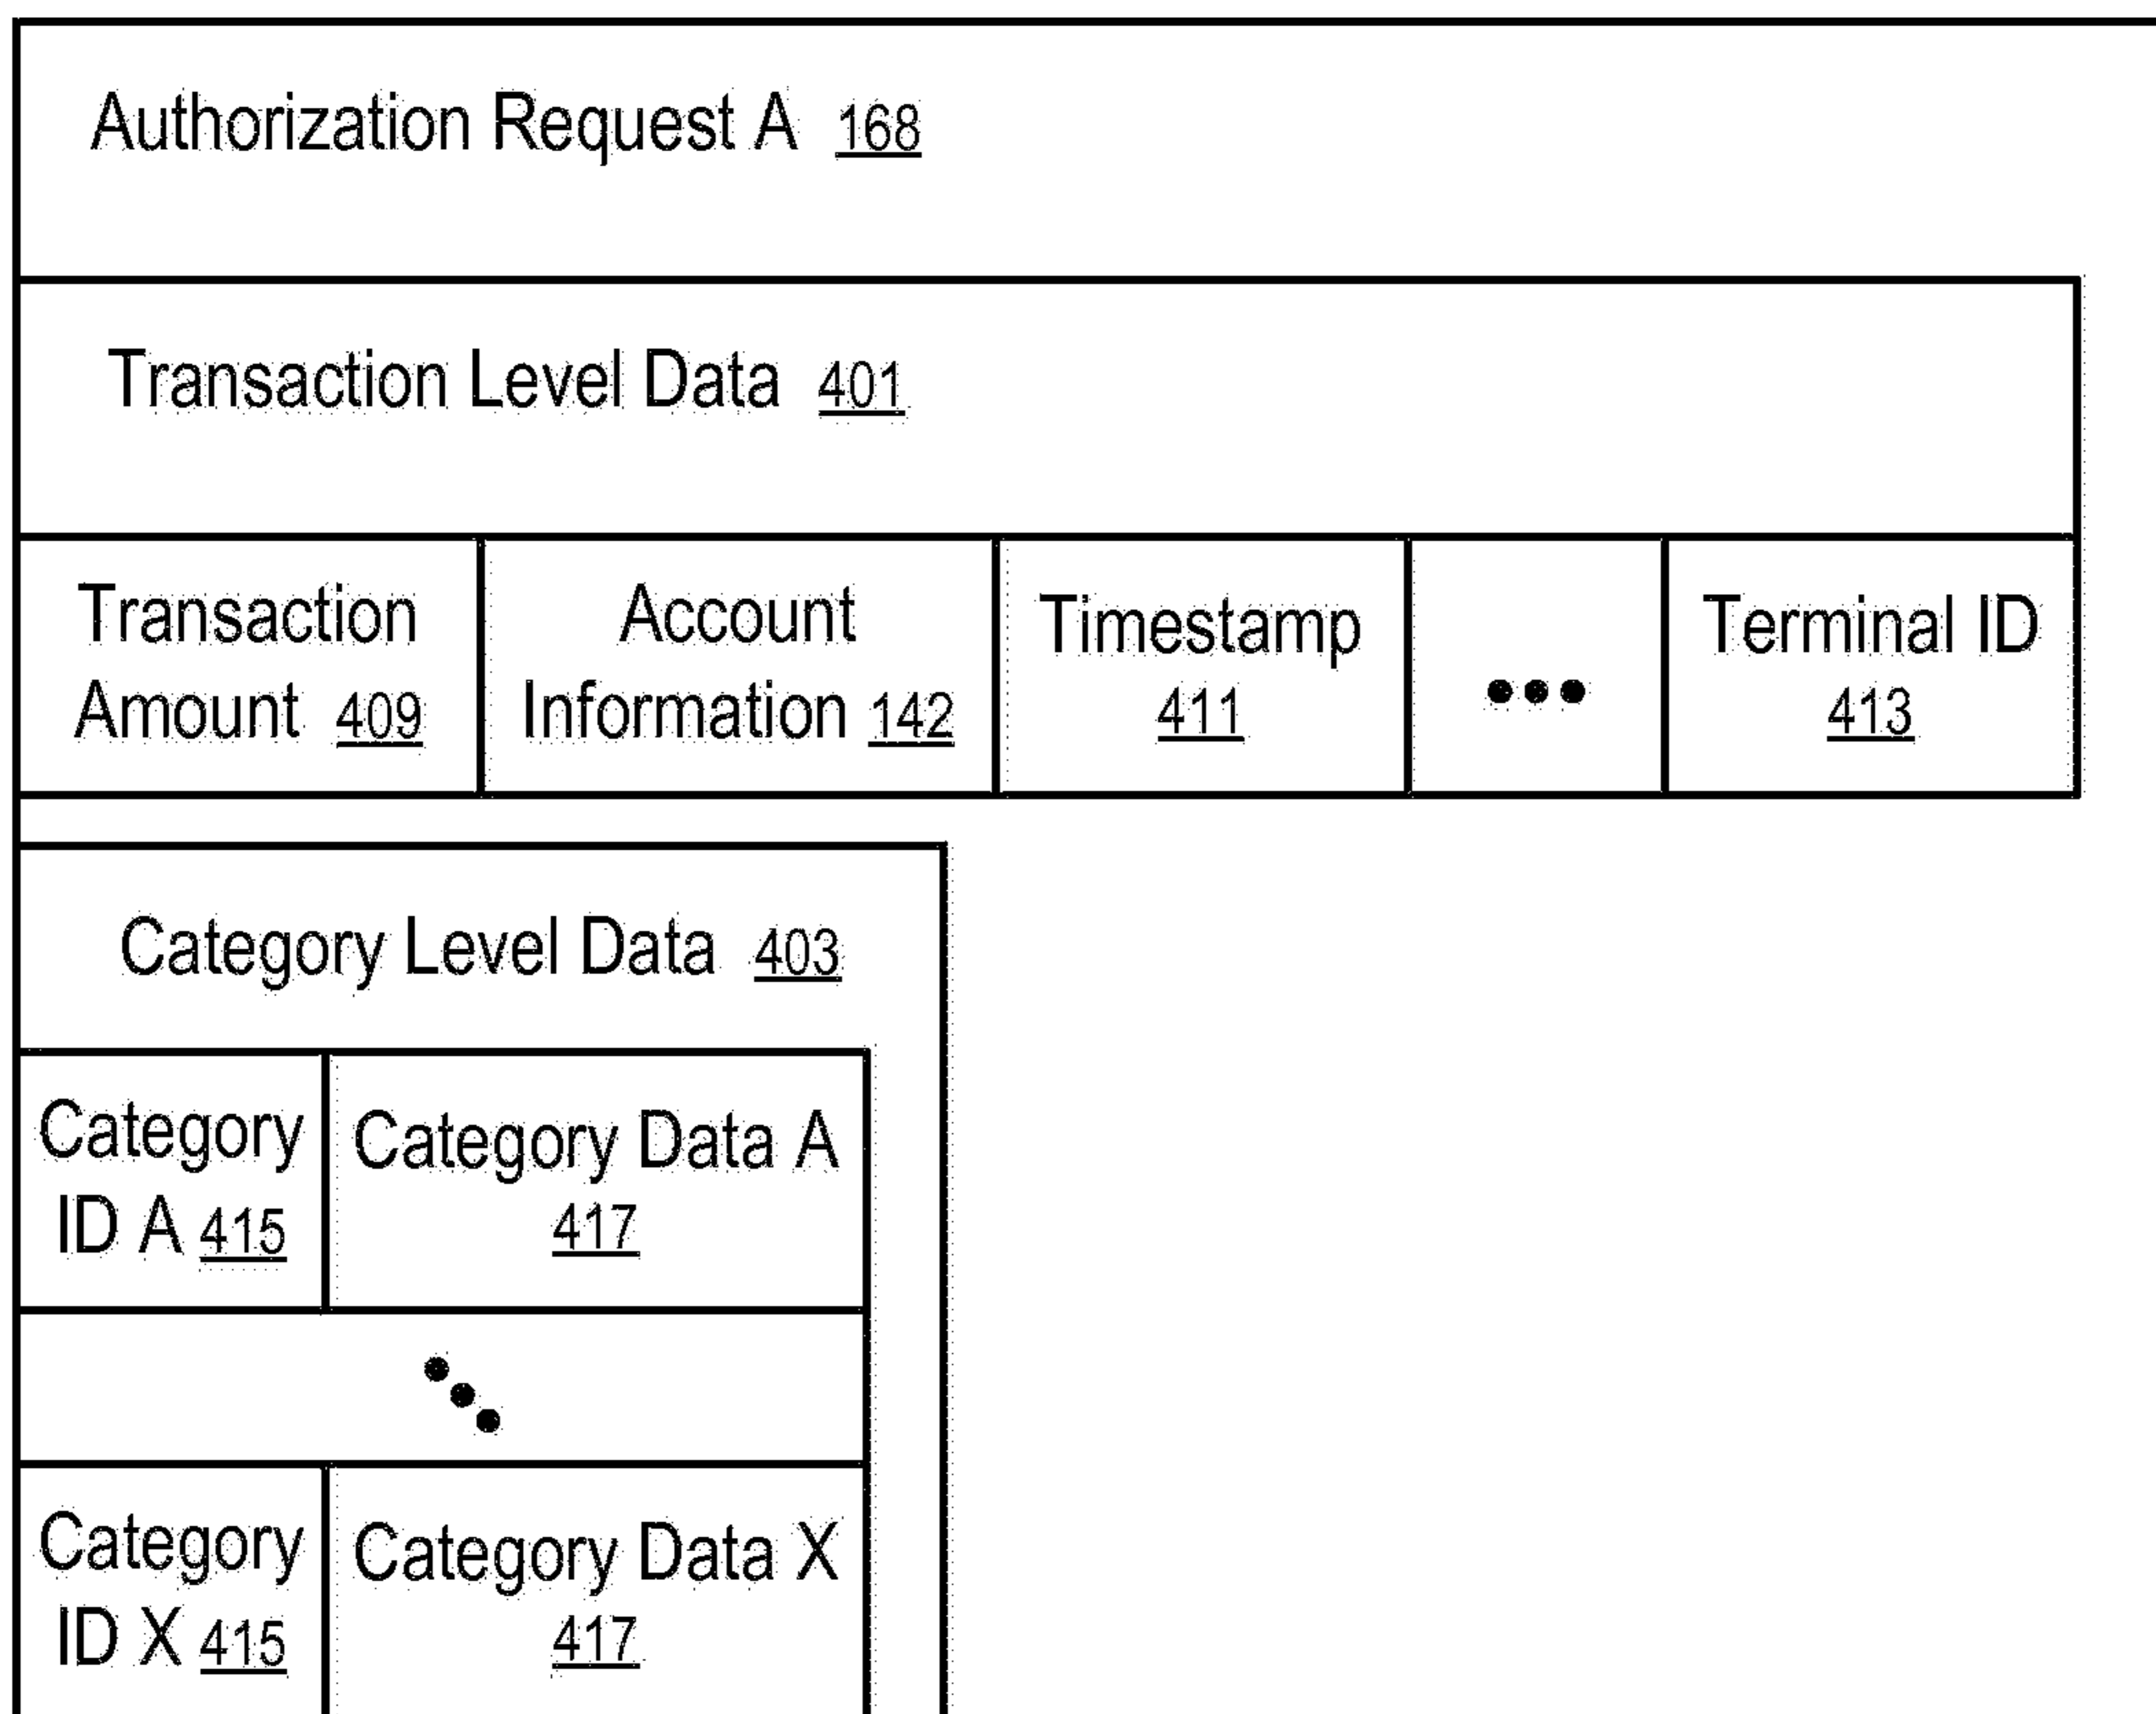 Authorization Request A 168
Transaction Level Data 401
Transaction
Amount 409
Account
Information 142
Timestamp
411
•••
Terminal ID
413
Category Level Data 403
Category
ID A 415
Category Data A
417
Category
ID X 415
Category Data X
417